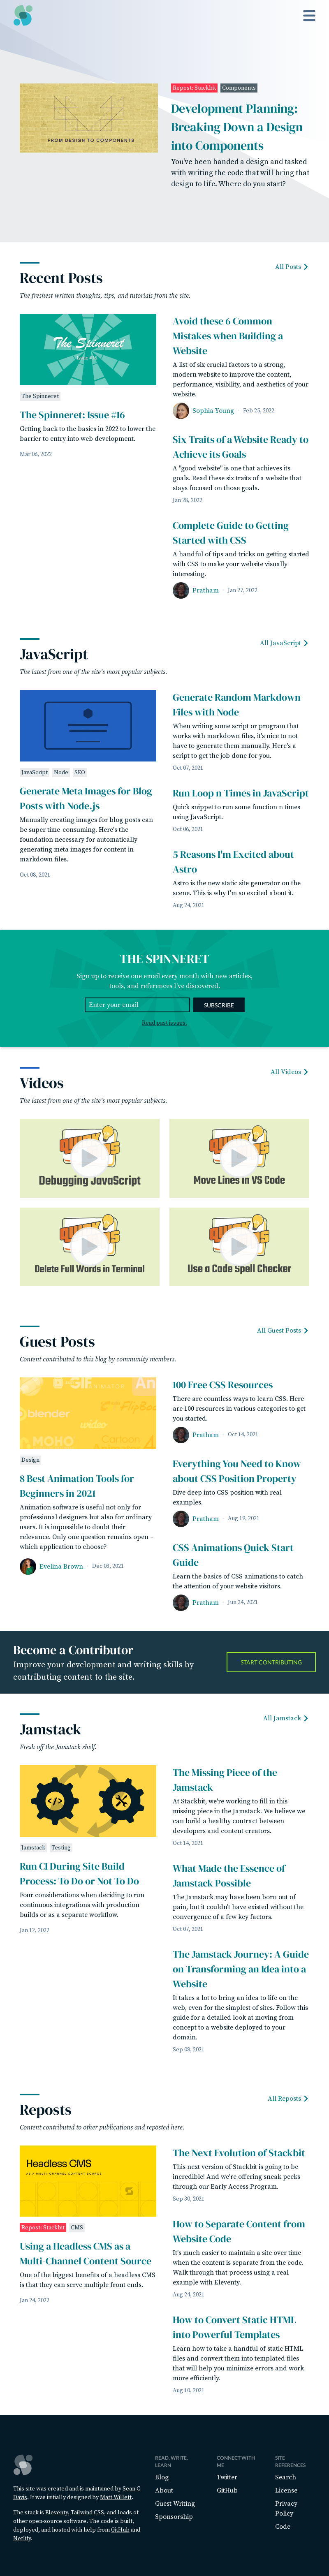 FROM DESIGN TO COMPONENTS
Repost: Stackbit Components
Development Planning:
Breaking Down a Design
into Components
You've been handed a design and tasked
with writing the code that will bring that
design to life. Where do you start?
Recent Posts
All Posts
The freshest written thoughts, tips, and tutorials from the site.
The Spinneret
Issue #16
The Spinneret
The Spinneret: Issue #16
Getting back to the basics in 2022 to lower the
barrier to entry into web development.
Mar 06, 2022
Avoid these 6 Common
Mistakes when Building a
Website
A list of six crucial factors to a strong,
modern website to improve the content,
performance, visibility, and aesthetics of your
website.
Sophia Young · Feb 25, 2022
Six Traits of a Website Ready to
Achieve its Goals
A "good website" is one that achieves its
goals. Read these six traits of a website that
stays focused on those goals.
Jan 28, 2022
Complete Guide to Getting
Started with CSS
A handful of tips and tricks on getting started
with CSS to make your website visually
interesting.
Pratham · Jan 27, 2022
JavaScript
All JavaScript
The latest from one of the site's most popular subjects.
JavaScript Node SEO
Generate Meta Images for Blog
Posts with Node.js
Manually creating images for blog posts can
be super time-consuming. Here's the
foundation necessary for automatically
generating meta images for content in
markdown files.
Oct 08, 2021
Generate Random Markdown
Files with Node
When writing some script or program that
works with markdown files, it's nice to not
have to generate them manually. Here's a
script to get the job done for you.
Oct 07, 2021
Run Loop n Times in JavaScript
Quick snippet to run some function n times
using JavaScript.
Oct 06, 2021
5 Reasons I'm Excited about
Astro
Astro is the new static site generator on the
scene. This is why I'm so excited about it.
Aug 24, 2021
THE SPINNERET
Sign up to receive one email every month with new articles,
tools, and references I've discovered.
Enter your email SUBSCRIBE
Read past issues.
Videos
All Videos
The latest from one of the site's most popular subjects.
Debugging JavaScript
Move Lines in VS Code
Delete Full Words in Terminal
Use a Code Spell Checker
Guest Posts
All Guest Posts
Content contributed to this blog by community members.
blender
MOHO
Design
8 Best Animation Tools for
Beginners in 2021
Animation software is useful not only for
professional designers but also for ordinary
users. It is impossible to doubt their
relevance. Only one question remains open –
which application to choose?
Evelina Brown · Dec 03, 2021
100 Free CSS Resources
There are countless ways to learn CSS. Here
are 100 resources in various categories to get
you started.
Pratham · Oct 14, 2021
Everything You Need to Know
about CSS Position Property
Dive deep into CSS position with real
examples.
Pratham · Aug 19, 2021
CSS Animations Quick Start
Guide
Learn the basics of CSS animations to catch
the attention of your website visitors.
Pratham · Jun 24, 2021
Become a Contributor
Improve your development and writing skills by
contributing content to the site.
START CONTRIBUTING
Jamstack
All Jamstack
Fresh off the Jamstack shelf.
Jamstack Testing
Run CI During Site Build
Process: To Do or Not To Do
Four considerations when deciding to run
continuous integrations with production
builds or as a separate workflow.
Jan 12, 2022
The Missing Piece of the
Jamstack
At Stackbit, we're working to fill in this
missing piece in the Jamstack. We believe we
can build a healthy contract between
developers and content creators.
Oct 14, 2021
What Made the Essence of
Jamstack Possible
The Jamstack may have been born out of
pain, but it couldn't have existed without the
convergence of a few key factors.
Oct 07, 2021
The Jamstack Journey: A Guide
on Transforming an Idea into a
Website
It takes a lot to bring an idea to life on the
web, even for the simplest of sites. Follow this
guide for a detailed look at moving from
concept to a website deployed to your
domain.
Sep 08, 2021
Reposts
All Reposts
Content contributed to other publications and reposted here.
Headless CMS
AS A MULTI-CHANNEL CONTENT SOURCE
Repost: Stackbit CMS
Using a Headless CMS as a
Multi-Channel Content Source
One of the biggest benefits of a headless CMS
is that they can serve multiple front ends.
Jan 24, 2022
The Next Evolution of Stackbit
This next version of Stackbit is going to be
incredible! And we're offering sneak peeks
through our Early Access Program.
Sep 30, 2021
How to Separate Content from
Website Code
It's much easier to maintain a site over time
when the content is separate from the code.
Walk through that process using a real
example with Eleventy.
Aug 24, 2021
How to Convert Static HTML
into Powerful Templates
Learn how to take a handful of static HTML
files and convert them into templated files
that will help you minimize errors and work
more efficiently.
Aug 10, 2021
This site was created and is maintained by Sean C
Davis. It was initially designed by Matt Willett.
The stack is Eleventy, Tailwind CSS, and loads of
other open-source software. The code is built,
deployed, and hosted with help from GitHub and
Netlify.
READ, WRITE,
LEARN
Blog
About
Guest Writing
Sponsorship
CONNECT WITH
ME
Twitter
GitHub
SITE
REFERENCES
Search
License
Privacy
Policy
Code